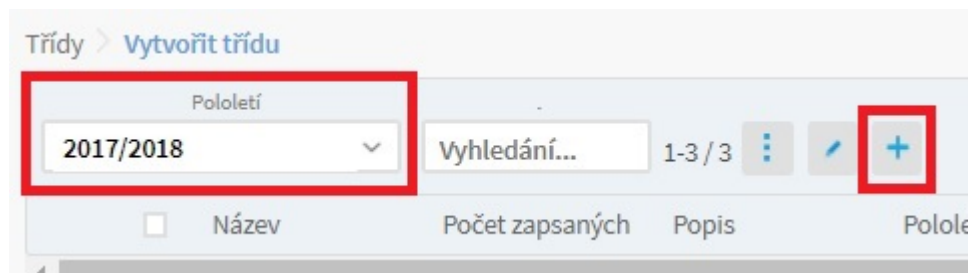 Třídy > Vytvořit třídu
Pololetí
2017/2018 Vyhledání... 1-3 / 3
Název Počet zapsaných Popis Polole